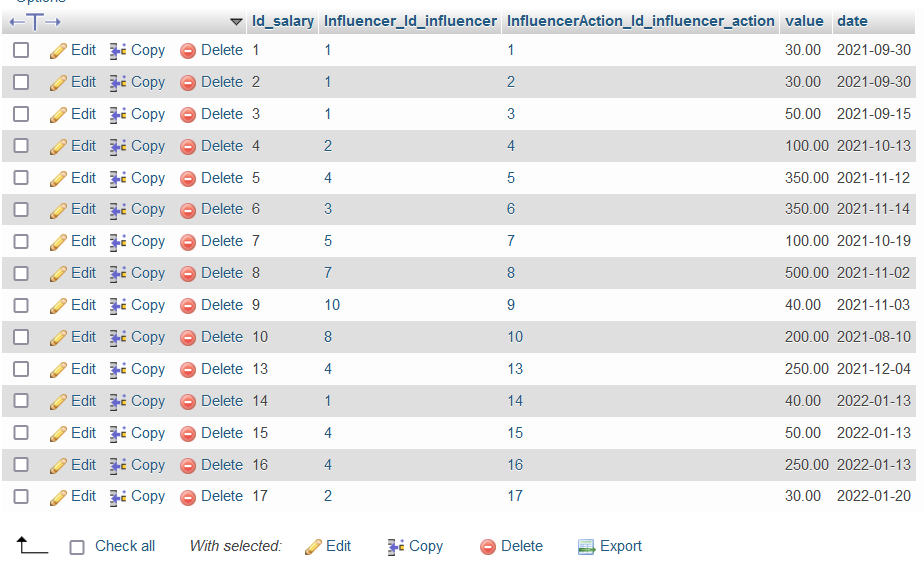 Options
Id_salary Influencer_Id_influencer InfluencerAction_Id_influencer_action value date
Edit Copy Delete 1 1 1 30.00 2021-09-30
Edit Copy Delete 2 1 2 30.00 2021-09-30
Edit Copy Delete 3 1 3 50.00 2021-09-15
Edit Copy Delete 4 2 4 100.00 2021-10-13
Edit Copy Delete 5 4 5 350.00 2021-11-12
Edit Copy Delete 6 3 6 350.00 2021-11-14
Edit Copy Delete 7 5 7 100.00 2021-10-19
Edit Copy Delete 8 7 8 500.00 2021-11-02
Edit Copy Delete 9 10 9 40.00 2021-11-03
Edit Copy Delete 10 8 10 200.00 2021-08-10
Edit Copy Delete 13 4 13 250.00 2021-12-04
Edit Copy Delete 14 1 14 40.00 2022-01-13
Edit Copy Delete 15 4 15 50.00 2022-01-13
Edit Copy Delete 16 4 16 250.00 2022-01-13
Edit Copy Delete 17 2 17 30.00 2022-01-20
Check all With selected: Edit Copy Delete Export